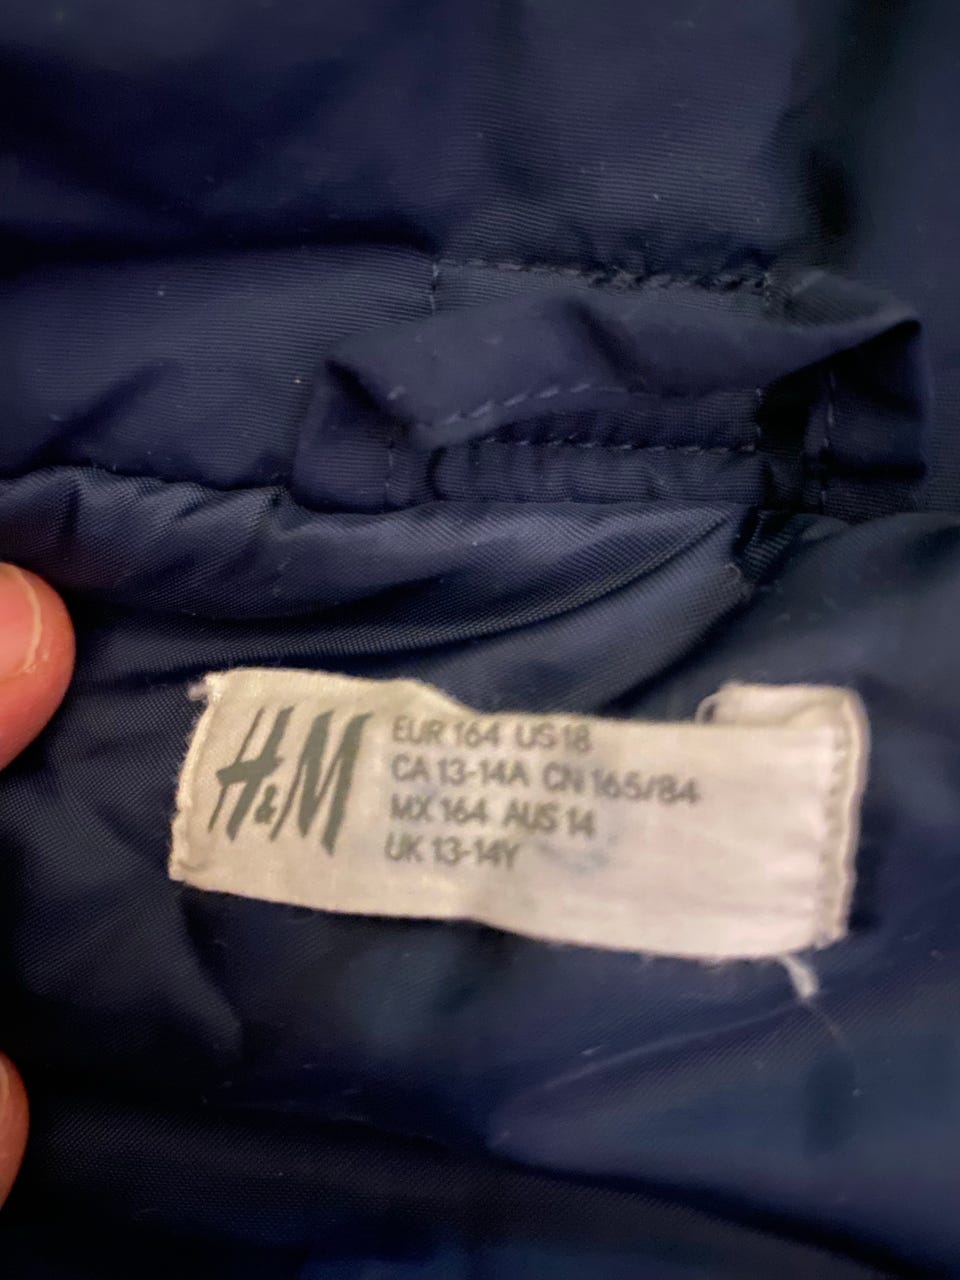 H&M
EUR 164 US 18
CA 13-14A CN 165/84
MX 164 AUS 14
UK 13-14Y